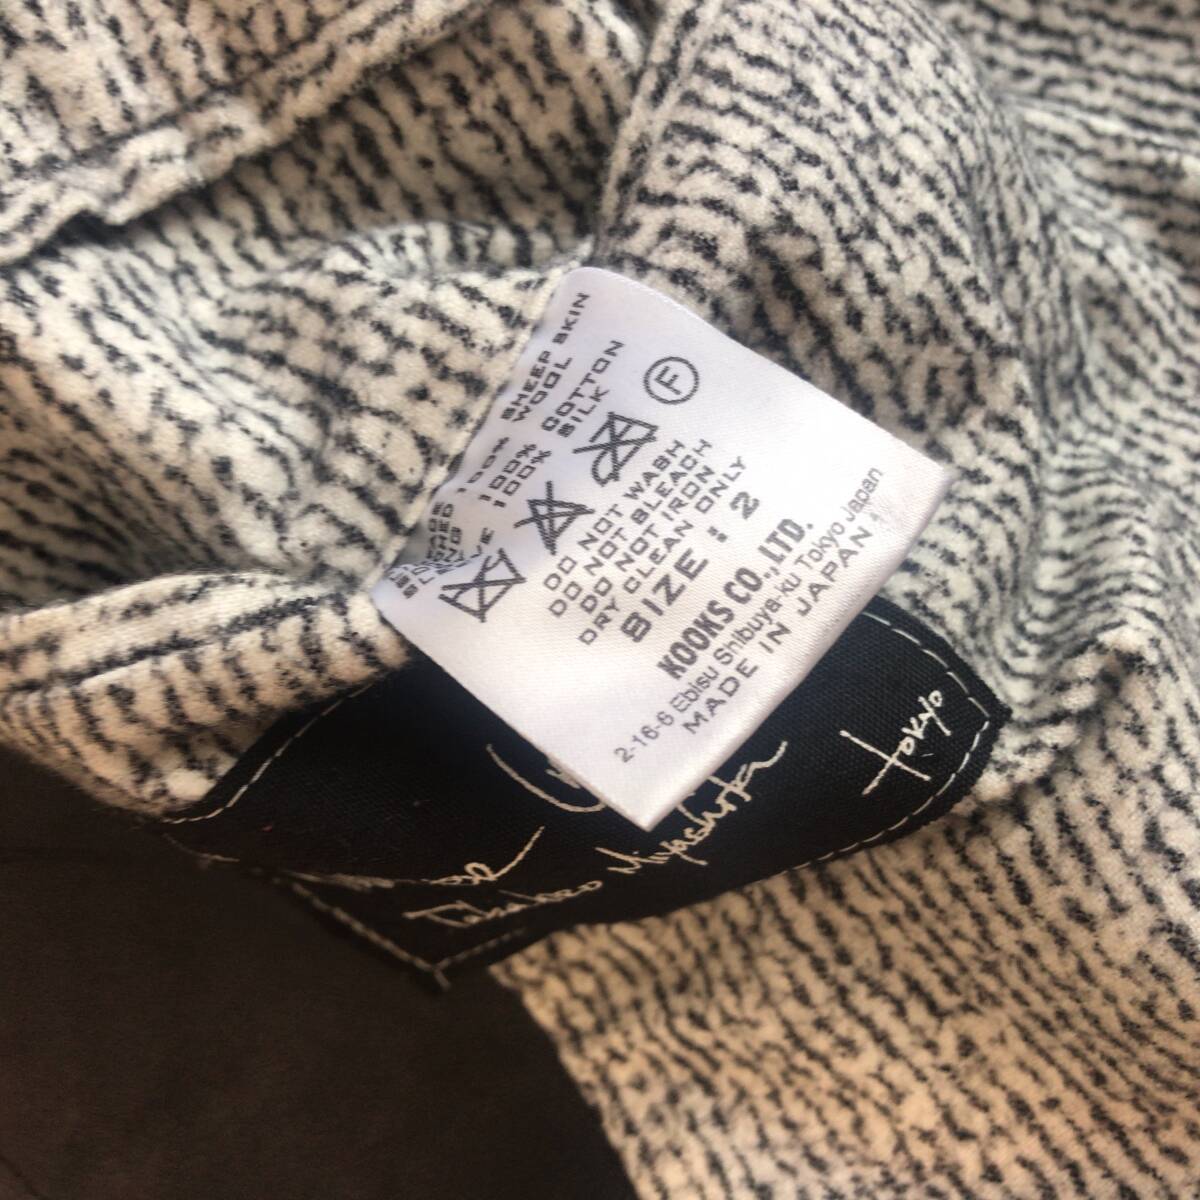 100% SHEEP SKIN
WOOL
100% COTTON
100% SILK
F
DO NOT WASH
DO NOT BLEACH
DO NOT IRON
DRY CLEAN ONLY
SIZE : 2
KOOKS CO.,LTD.
2-16-6 Ebisu Shibuya-ku Tokyo Japan
MADE IN JAPAN
Takahiro Miyashita
Tokyo